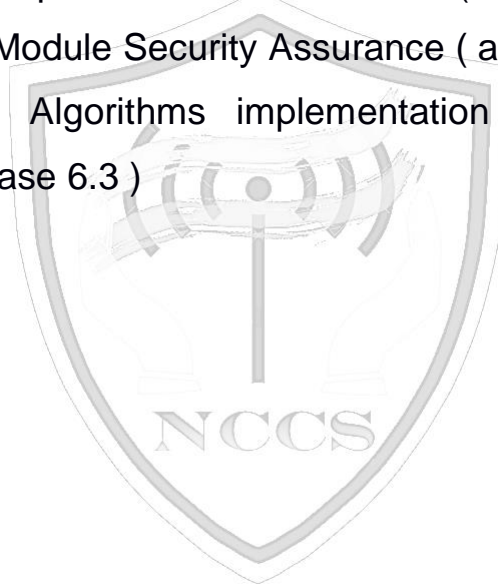 Module Security Assurance ( a
Algorithms implementation
ase 6.3 )
NCCS